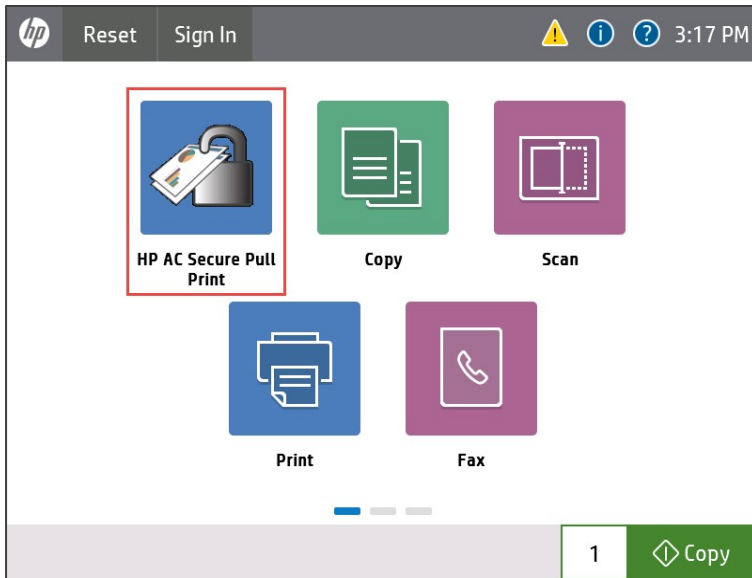 hp Reset Sign In ! i ? 3:17 PM
HP AC Secure Pull
Print
Copy
Scan
Print
Fax
1 Copy